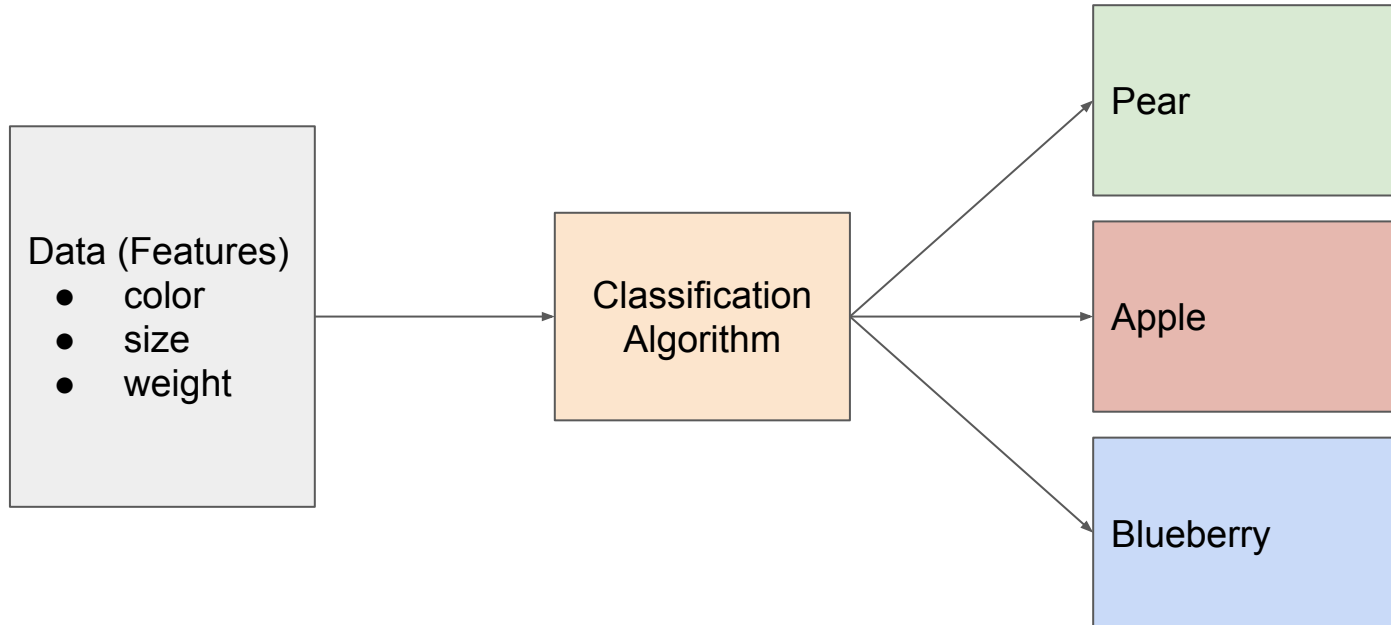 Data (Features)
● color
● size
● weight
Classification
Algorithm
Pear
Apple
Blueberry